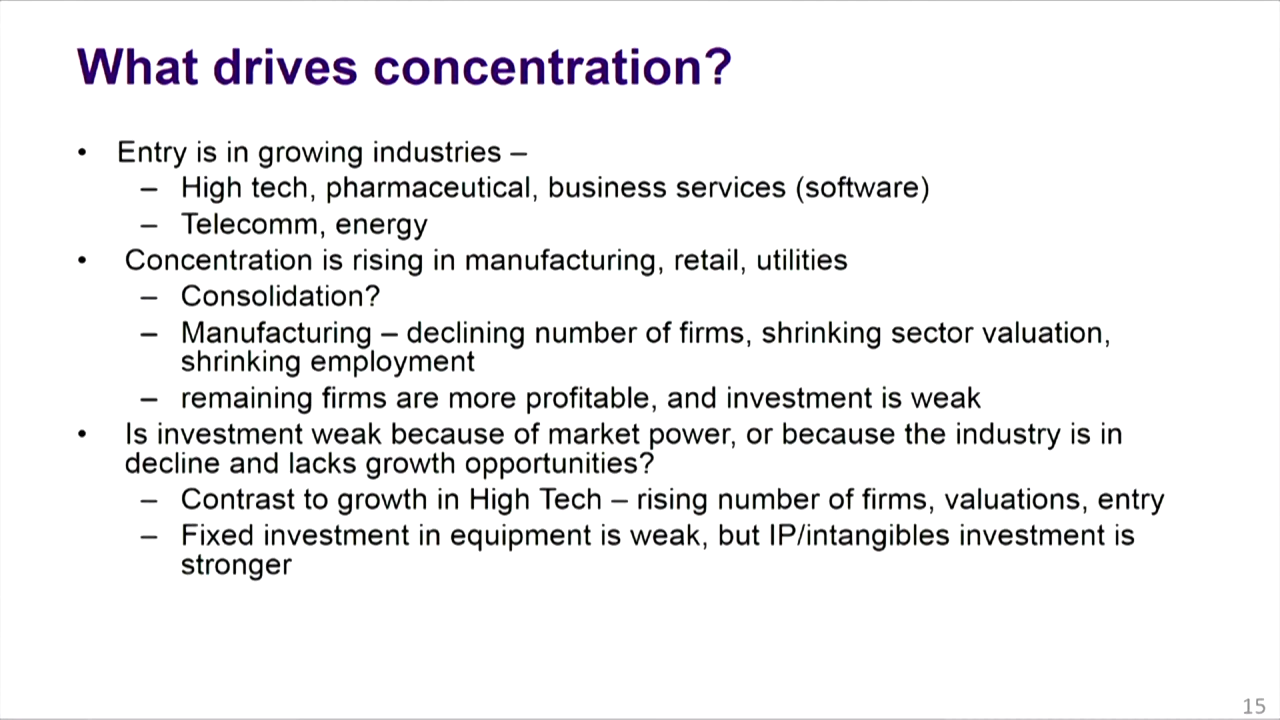 What drives concentration?
• Entry is in growing industries –
– High tech, pharmaceutical, business services (software)
– Telecomm, energy
• Concentration is rising in manufacturing, retail, utilities
– Consolidation?
– Manufacturing – declining number of firms, shrinking sector valuation,
shrinking employment
– remaining firms are more profitable, and investment is weak
• Is investment weak because of market power, or because the industry is in
decline and lacks growth opportunities?
– Contrast to growth in High Tech – rising number of firms, valuations, entry
– Fixed investment in equipment is weak, but IP/intangibles investment is
stronger
15